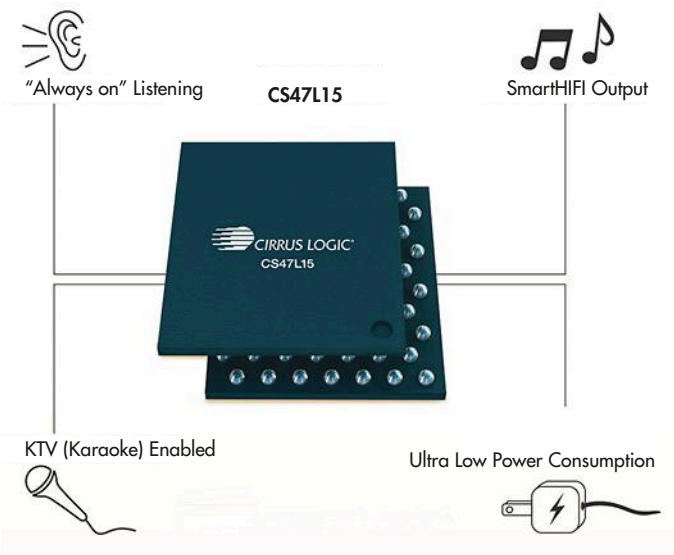 “Always on” Listening
CS47L15
SmartHIFI Output
CIRRUS LOGIC®
CS47L15
KTV (Karaoke) Enabled
Ultra Low Power Consumption